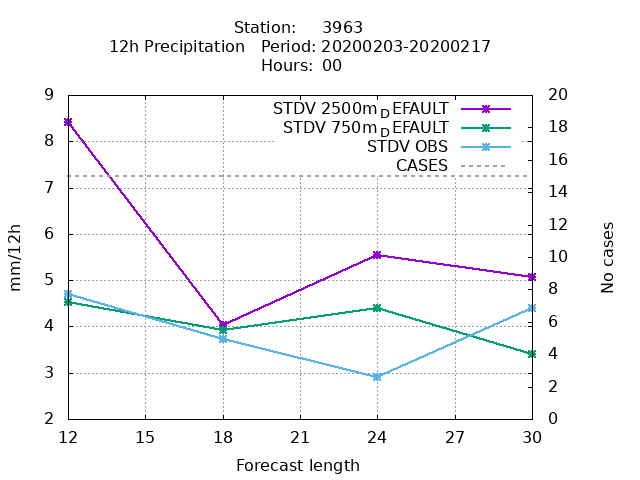 Station: 3963
12h Precipitation Period: 20200203-20200217
Hours: 00
STDV 2500m_DEFAULT
STDV 750m_DEFAULT
STDV OBS
CASES
9
8
7
6
5
4
3
2
20
18
16
14
12
10
8
6
4
2
0
12 15 18 21 24 27 30
mm/12h
No cases
Forecast length